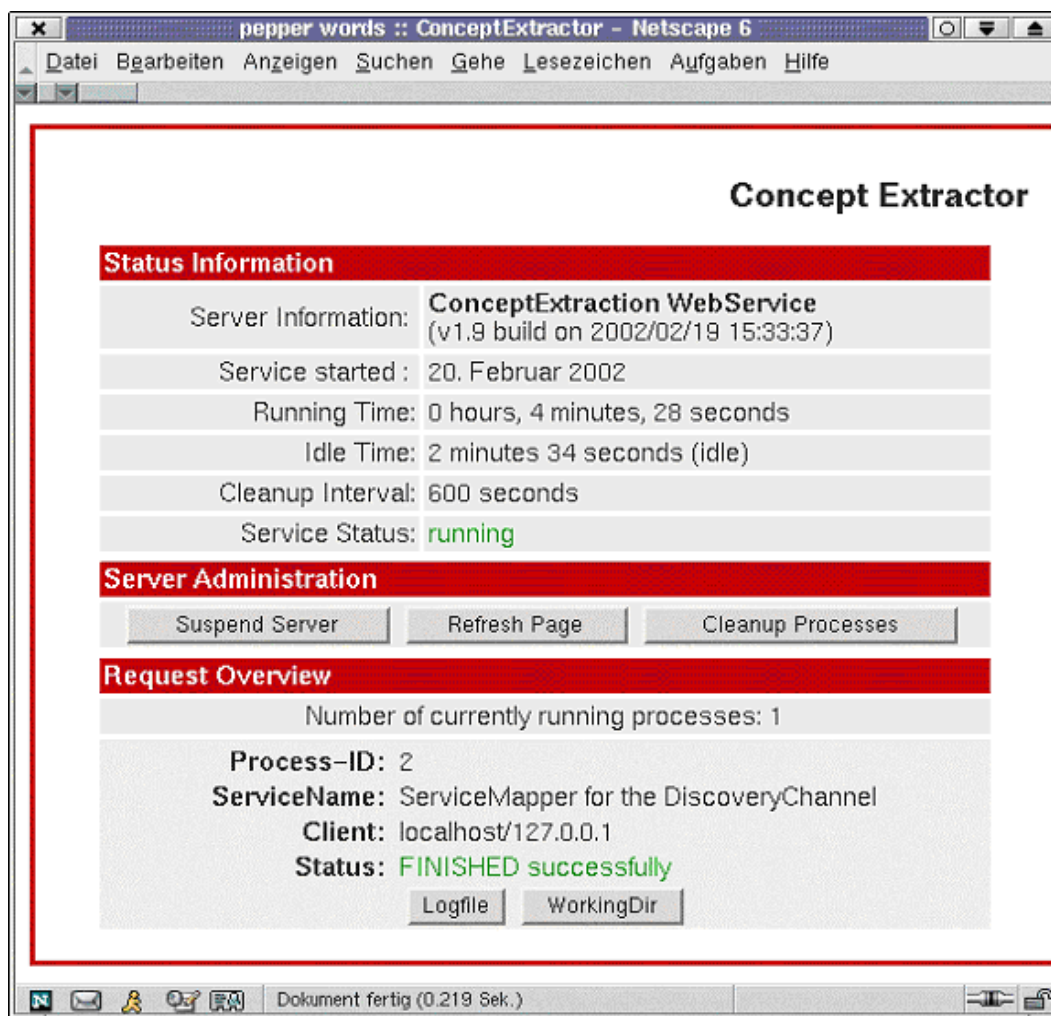 pepper words :: ConceptExtractor - Netscape 6
Datei Bearbeiten Anzeigen Suchen Gehe Lesezeichen Aufgaben Hilfe
Concept Extractor
Status Information
Server Information: ConceptExtraction WebService
(v1.9 build on 2002/02/19 15:33:37)
Service started : 20. Februar 2002
Running Time: 0 hours, 4 minutes, 28 seconds
Idle Time: 2 minutes 34 seconds (idle)
Cleanup Interval: 600 seconds
Service Status: running
Server Administration
Suspend Server Refresh Page Cleanup Processes
Request Overview
Number of currently running processes: 1
Process-ID: 2
ServiceName: ServiceMapper for the DiscoveryChannel
Client: localhost/127.0.0.1
Status: FINISHED successfully
Logfile WorkingDir
N Dokument fertig (0.219 Sek.)